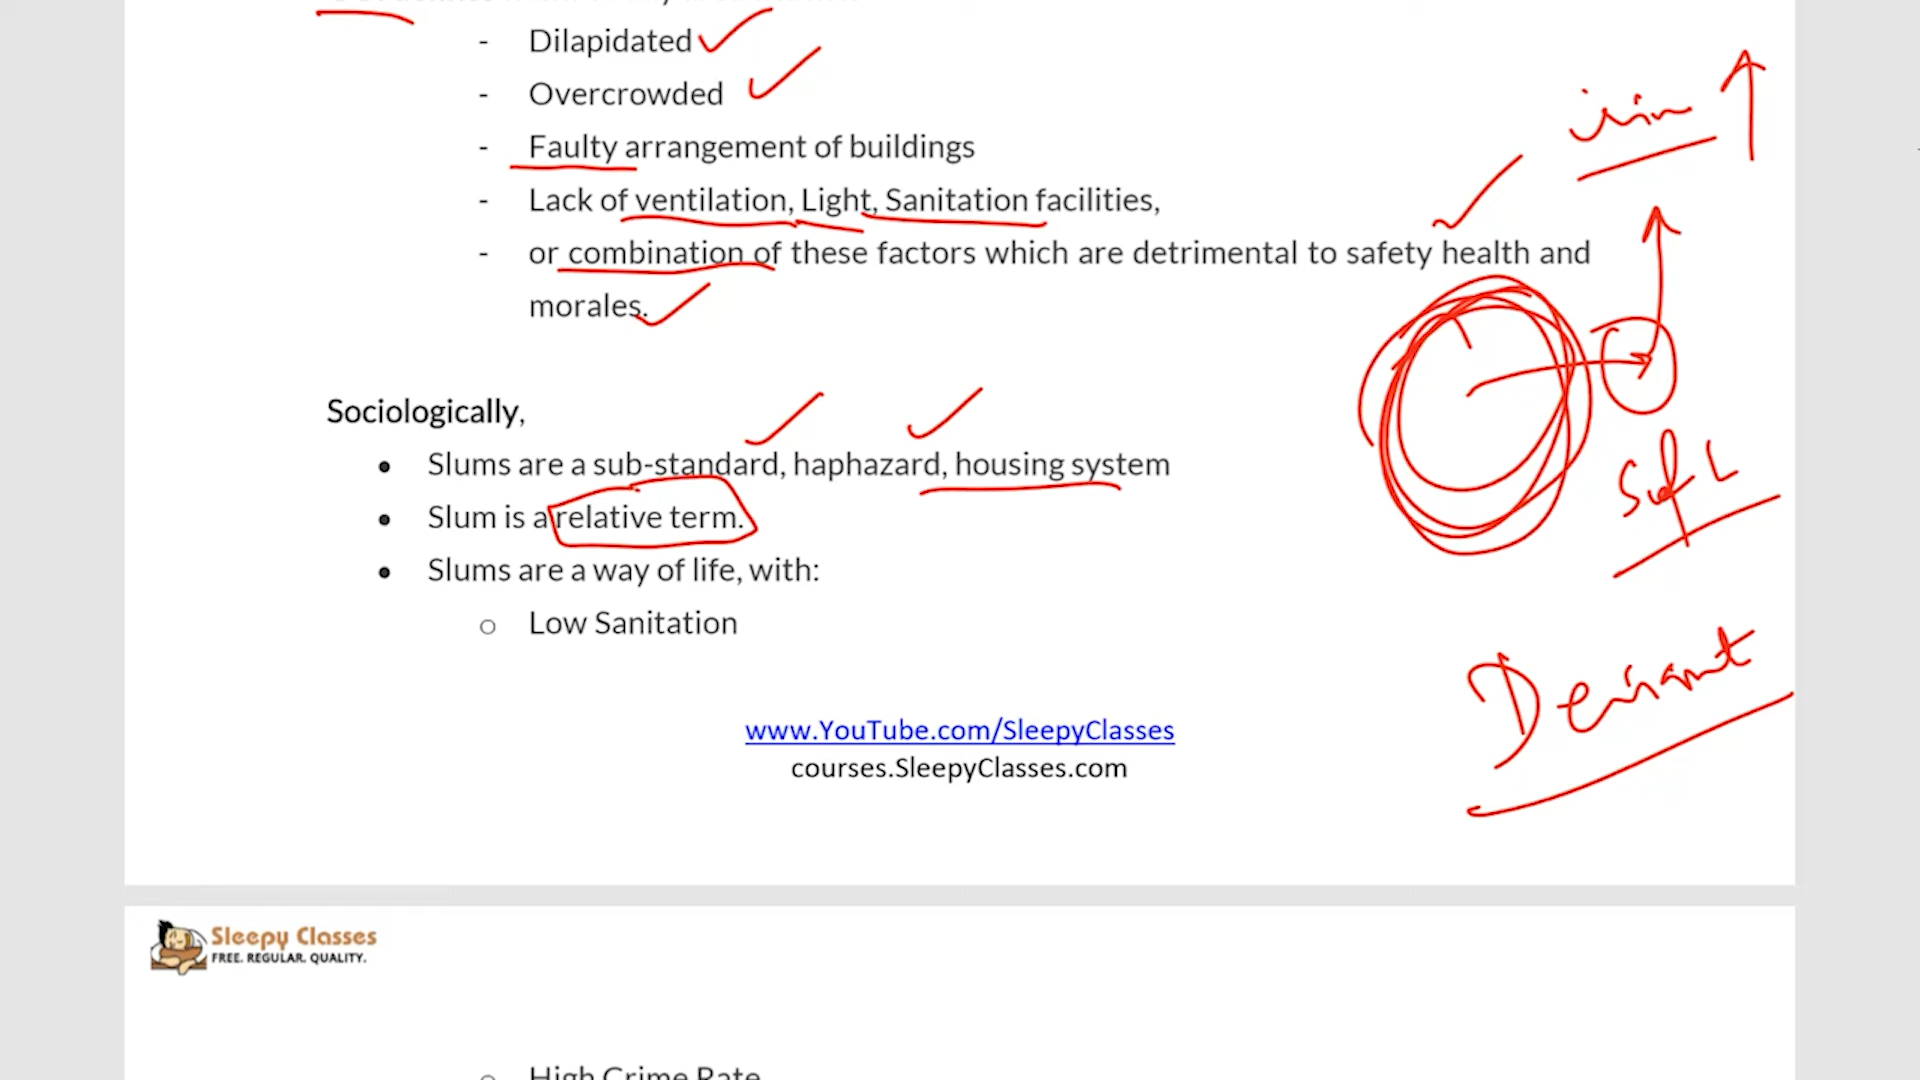 - Dilapidated
- Overcrowded
- Faulty arrangement of buildings
- Lack of ventilation, Light, Sanitation facilities,
- or combination of these factors which are detrimental to safety health and
morales.
Sociologically,
• Slums are a sub-standard, haphazard, housing system
• Slum is a relative term.
• Slums are a way of life, with:
o Low Sanitation
Deviant
www.YouTube.com/SleepyClasses
courses.SleepyClasses.com
Sleepy Classes
FREE. REGULAR. QUALITY.
o High Crime Rate